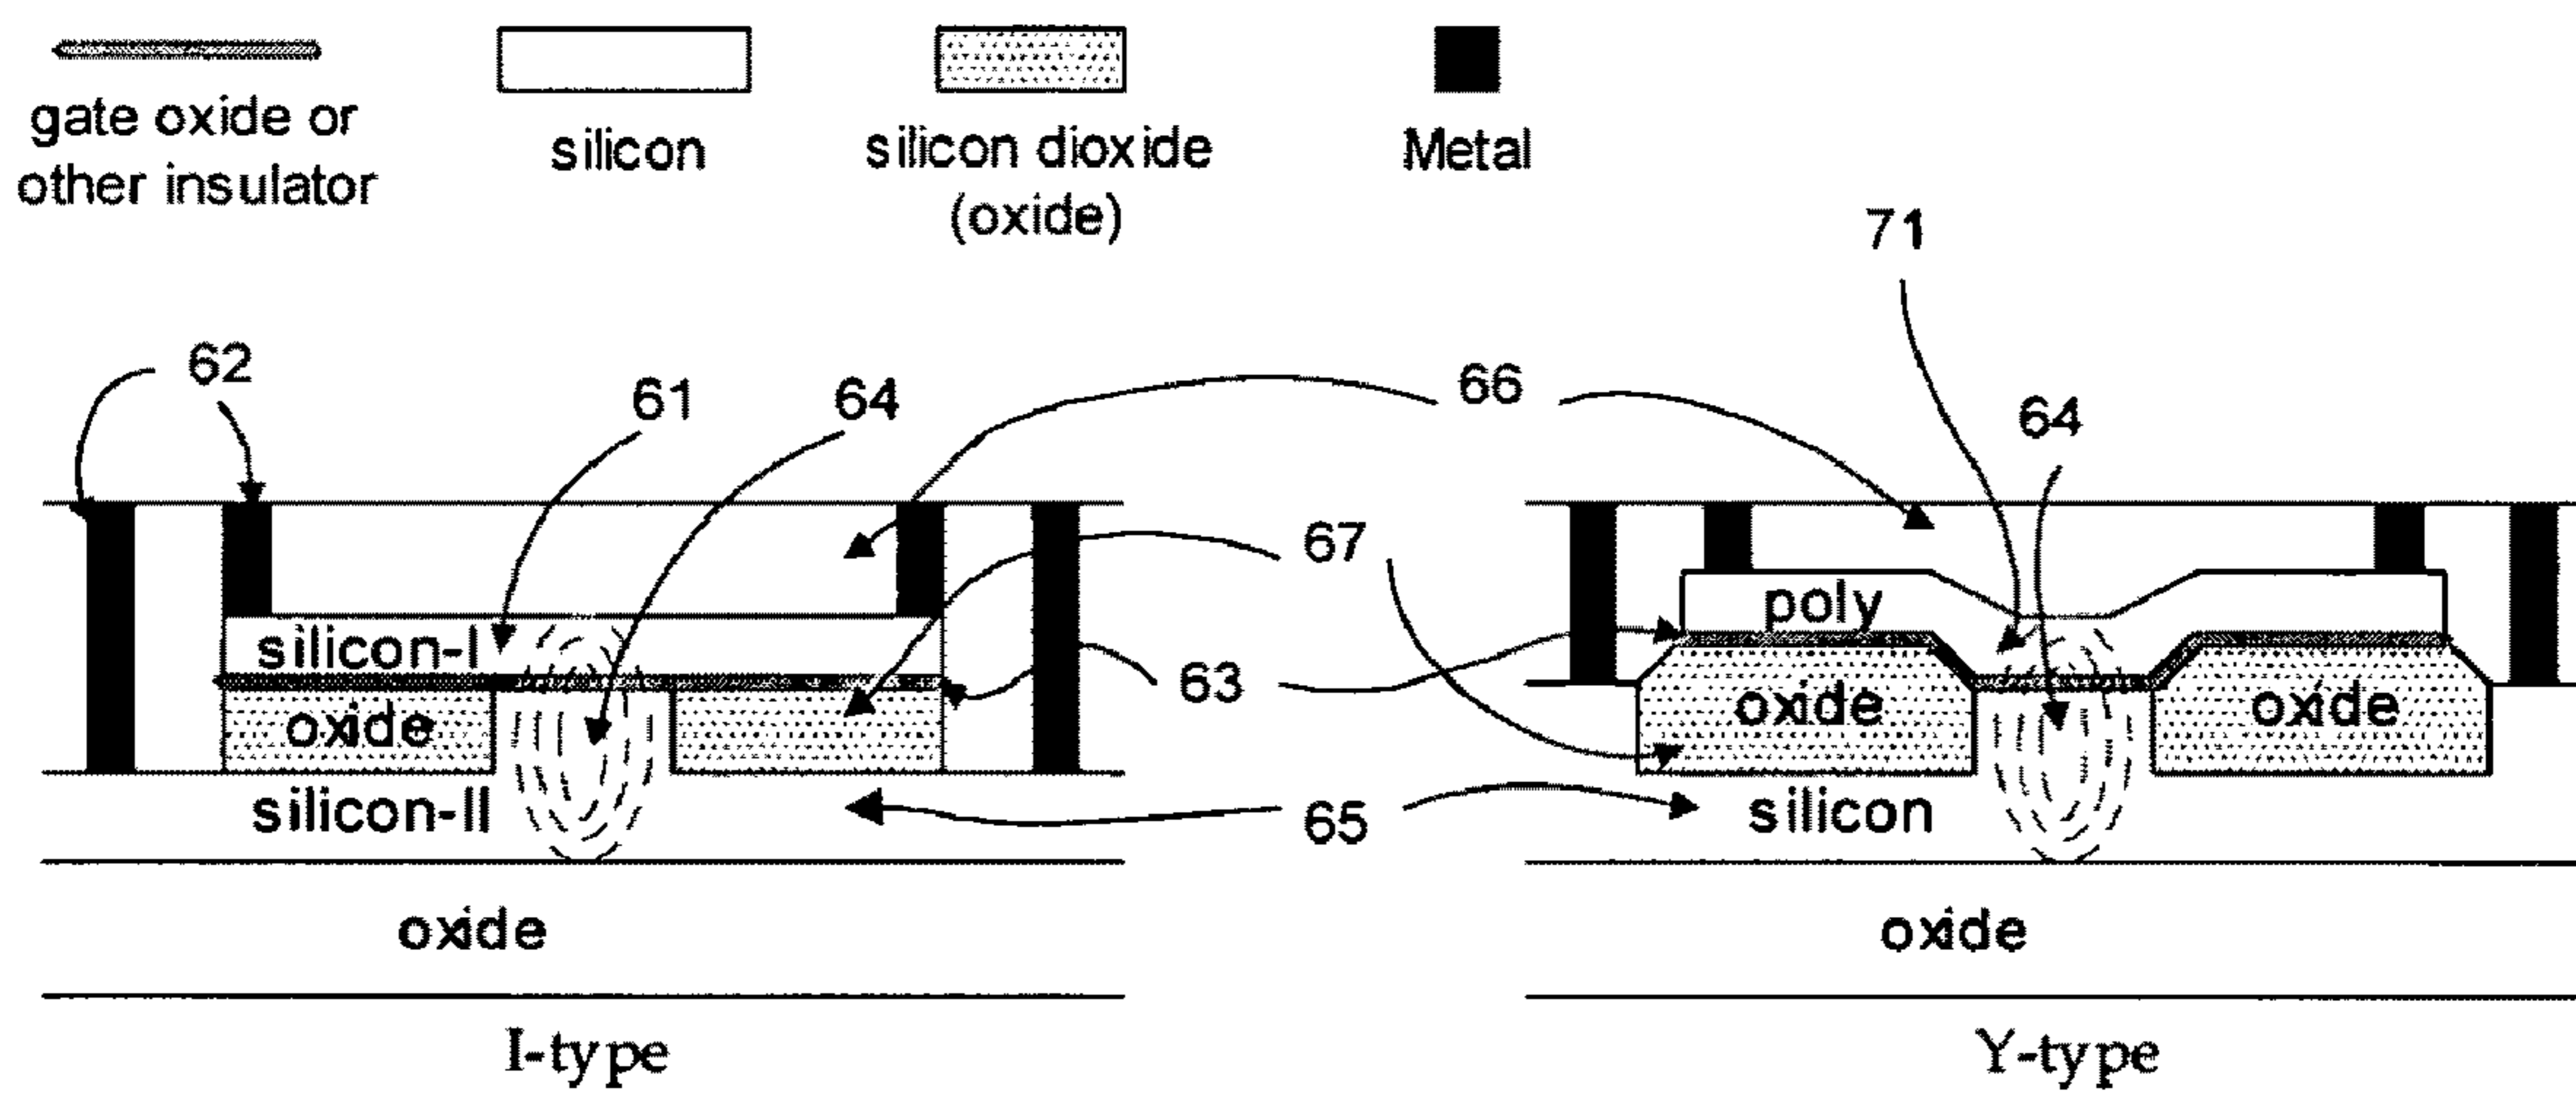 gate oxide or
other insulator
silicon
silicon dioxide
(oxide)
Metal
71
62
61
64
66
64
67
silicon-I
poly
63
oxide
oxide
oxide
silicon-II
65
silicon
oxide
oxide
I-type
Y-type